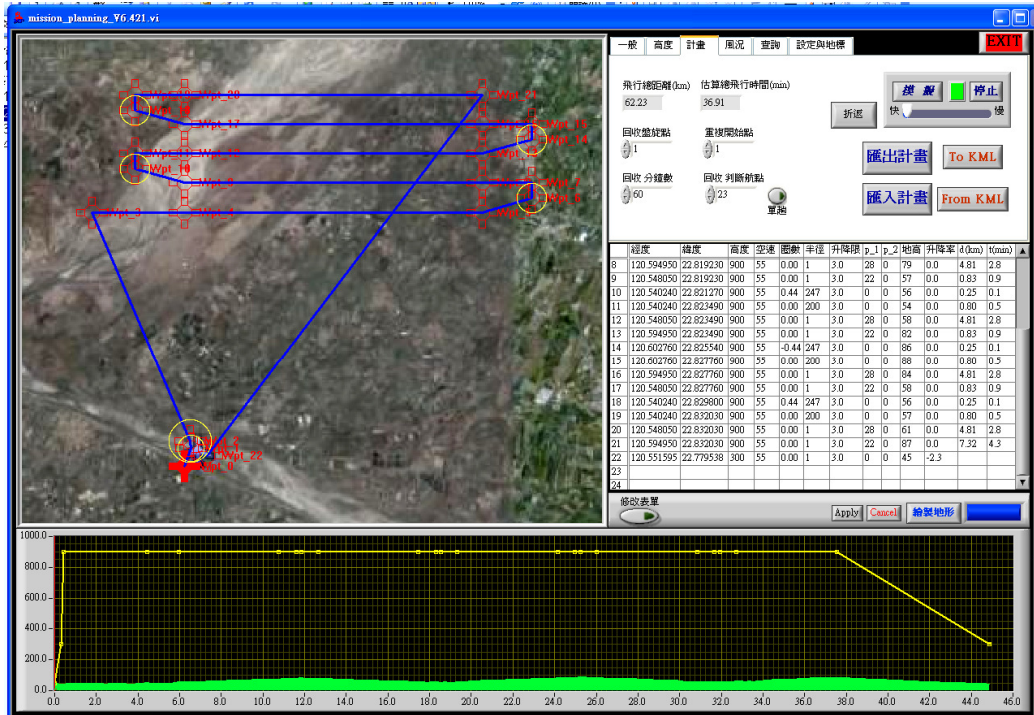 mission_planning_V6.421.vi
一般 高度 計畫 風況 查詢 設定與地標 EXIT
飛行總距離(km) 估算總飛行時間(min)
62.23 36.91
模擬 停止
快 慢
折返
回收盤旋點 重複開始點
1 1
匯出計畫 To KML
回收 分鐘數 回收 判斷航點
60 23
單趟
匯入計畫 From KML
經度 緯度 高度 空速 圈數 半徑 升降限 p_1 p_2 地高 升降率 d(km) t(min)
8 120.594950 22.819230 900 55 0.00 1 3.0 28 0 79 0.0 4.81 2.8
9 120.548050 22.819230 900 55 0.00 1 3.0 22 0 57 0.0 0.83 0.9
10 120.540240 22.821270 900 55 0.44 247 3.0 0 0 56 0.0 0.25 0.1
11 120.540240 22.823490 900 55 0.00 200 3.0 0 0 54 0.0 0.80 0.5
12 120.548050 22.823490 900 55 0.00 1 3.0 28 0 58 0.0 4.81 2.8
13 120.594950 22.823490 900 55 0.00 1 3.0 22 0 82 0.0 0.83 0.9
14 120.602760 22.825540 900 55 -0.44 247 3.0 0 0 86 0.0 0.25 0.1
15 120.602760 22.827760 900 55 0.00 200 3.0 0 0 88 0.0 0.80 0.5
16 120.594950 22.827760 900 55 0.00 1 3.0 28 0 84 0.0 4.81 2.8
17 120.548050 22.827760 900 55 0.00 1 3.0 22 0 58 0.0 0.83 0.9
18 120.540240 22.829800 900 55 0.44 247 3.0 0 0 56 0.0 0.25 0.1
19 120.540240 22.832030 900 55 0.00 200 3.0 0 0 57 0.0 0.80 0.5
20 120.548050 22.832030 900 55 0.00 1 3.0 28 0 61 0.0 4.81 2.8
21 120.594950 22.832030 900 55 0.00 1 3.0 22 0 87 0.0 7.32 4.3
22 120.551595 22.779538 300 55 0.00 1 3.0 0 0 45 -2.3
23
24
修改表單
Apply Cancel 繪製地形
Wpt_20 Wpt_21
Wpt_17
Wpt_14
Wpt_10
Wpt_3 Wpt_4
Wpt_22
Wpt_0
1000.0
800.0
600.0
400.0
200.0
0.0
0.0 2.0 4.0 6.0 8.0 10.0 12.0 14.0 16.0 18.0 20.0 22.0 24.0 26.0 28.0 30.0 32.0 34.0 36.0 38.0 40.0 42.0 44.0 46.0